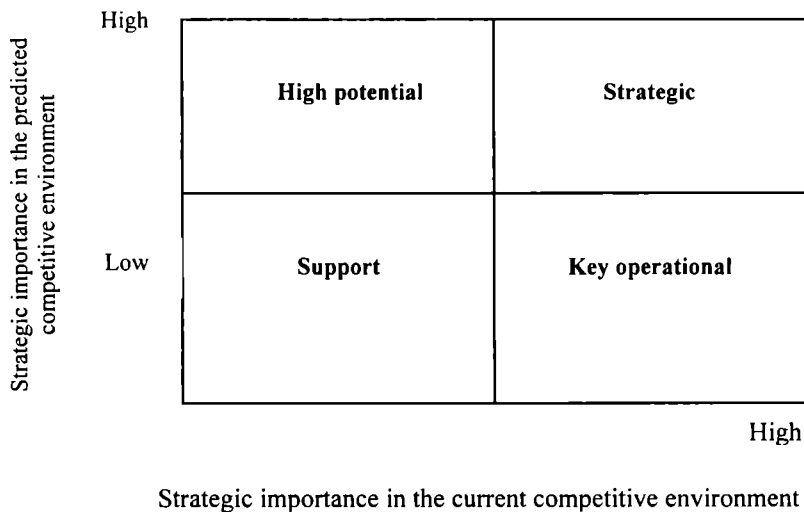 High
High potential
Strategic
Strategic importance in the predicted
competitive environment
Low
Support
Key operational
High
Strategic importance in the current competitive environment